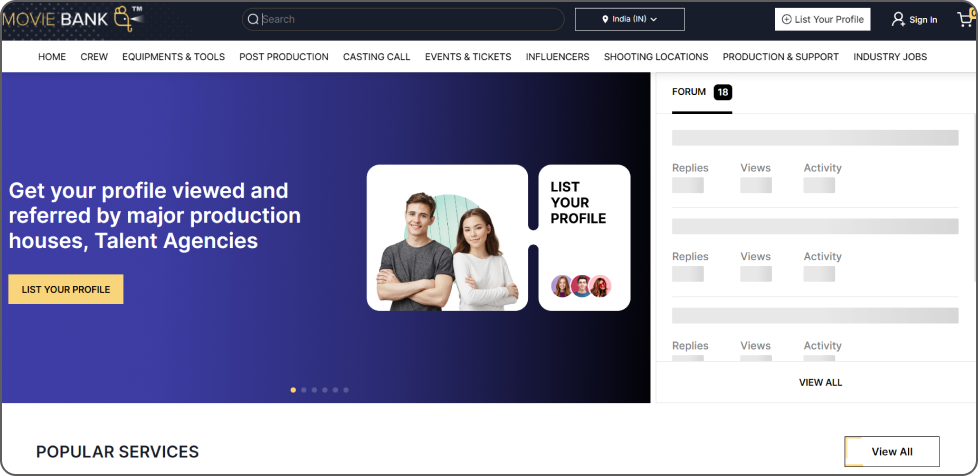 MOVIE BANK TM
Search
India (IN)
List Your Profile
Sign In
HOME CREW EQUIPMENTS & TOOLS POST PRODUCTION CASTING CALL EVENTS & TICKETS INFLUENCERS SHOOTING LOCATIONS PRODUCTION & SUPPORT INDUSTRY JOBS
Get your profile viewed and
referred by major production
houses, Talent Agencies
LIST YOUR PROFILE
LIST
YOUR
PROFILE
FORUM 18
Replies Views Activity
Replies Views Activity
Replies Views Activity
VIEW ALL
POPULAR SERVICES
View All